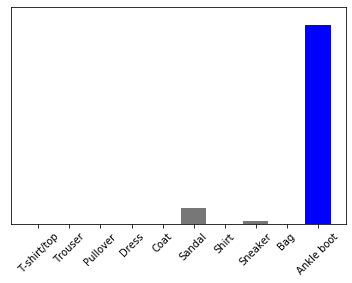 T-shirt/top
Trouser
Pullover
Dress
Coat
Sandal
Shirt
Sneaker
Bag
Ankle boot